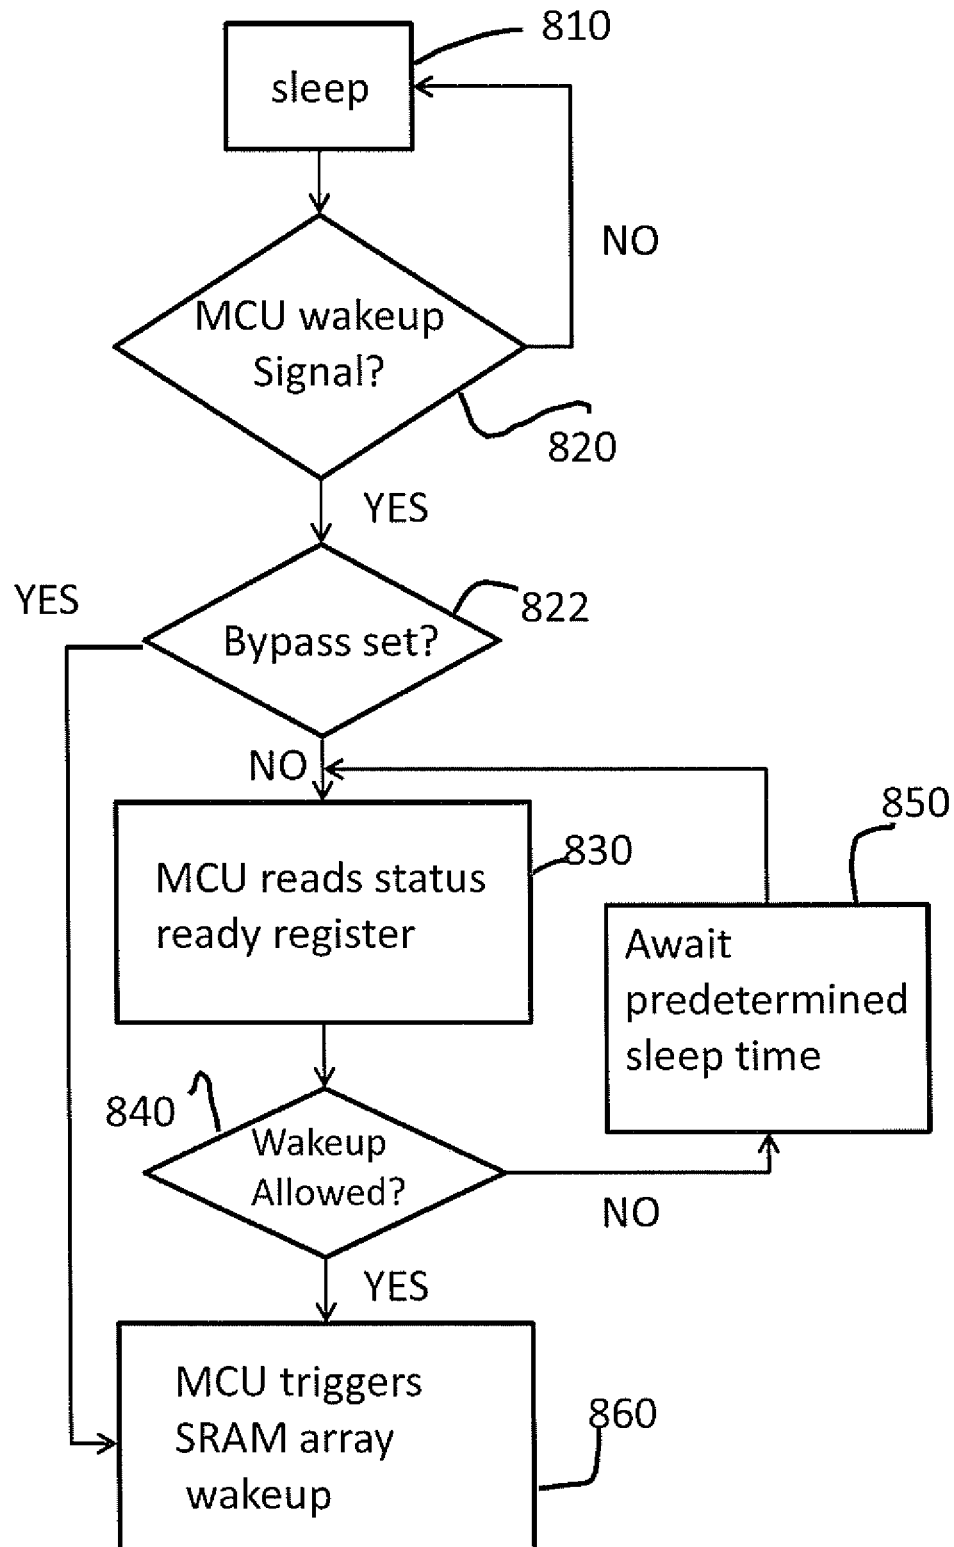 810
sleep
NO
MCU wakeup
Signal?
820
YES
YES
822
Bypass set?
NO
850
830
MCU reads status
ready register
Await
predetermined
sleep time
840
Wakeup
Allowed?
NO
YES
MCU triggers
SRAM array
wakeup
860